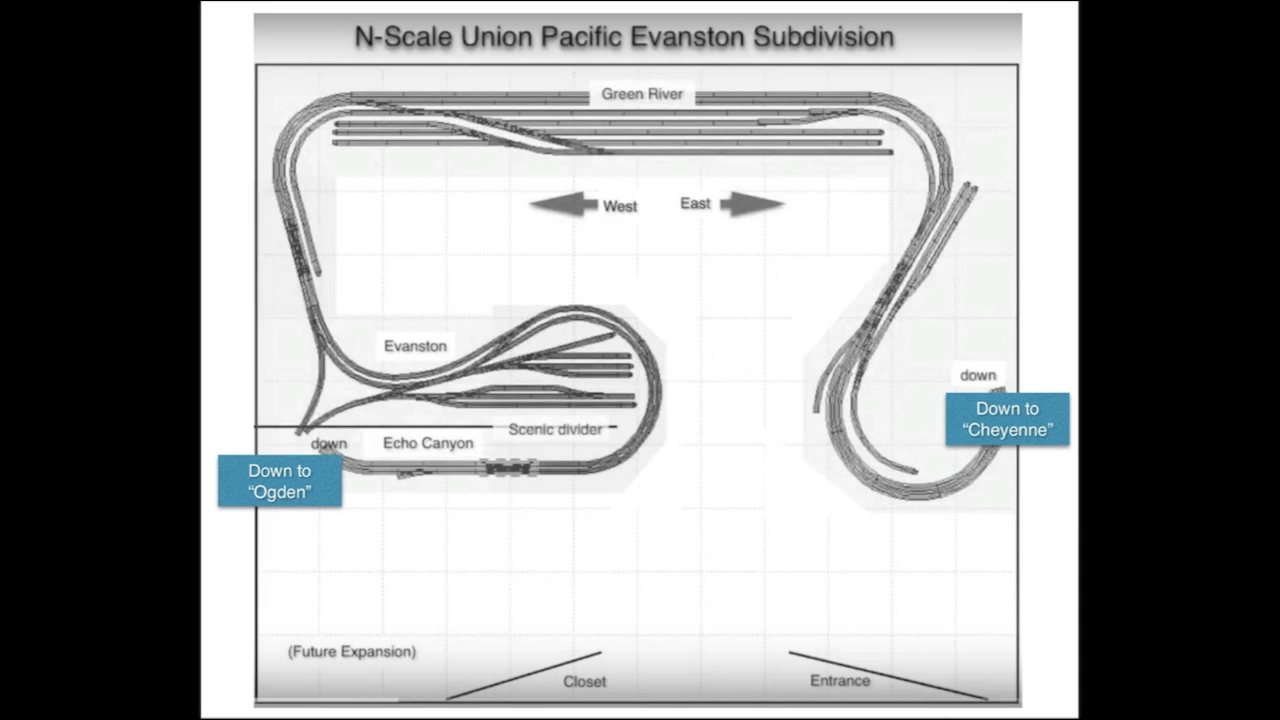 N-Scale Union Pacific Evanston Subdivision
Green River
West
East
Evanston
down
Down to
“Cheyenne”
Scenic divider
down
Echo Canyon
Down to
“Ogden”
(Future Expansion)
Closet
Entrance